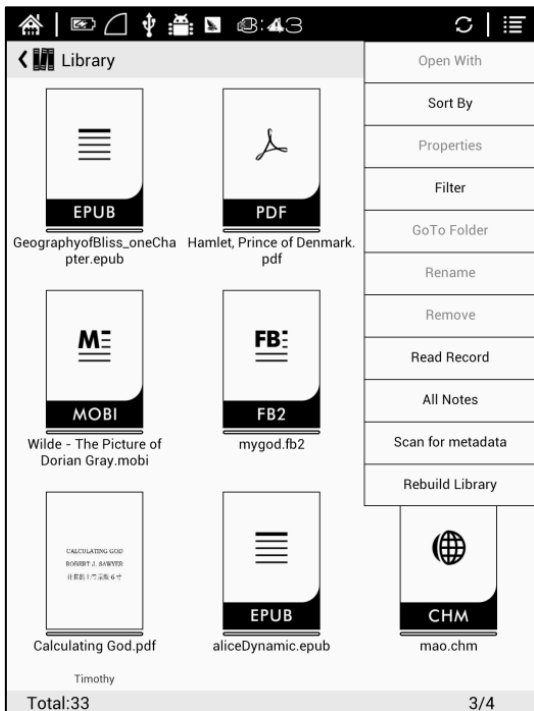 3:43
Library
Open With
Sort By
Properties
Filter
GoTo Folder
Rename
Remove
Read Record
All Notes
Scan for metadata
Rebuild Library
EPUB
GeographyofBliss_oneCha
pter.epub
PDF
Hamlet, Prince of Denmark.
pdf
M
MOBI
Wilde - The Picture of
Dorian Gray.mobi
FB
FB2
mygod.fb2
CALCULATING GOD
ROBERT J. SAWYER
Calculating God.pdf
Timothy
EPUB
aliceDynamic.epub
CHM
mao.chm
Total:33
3/4